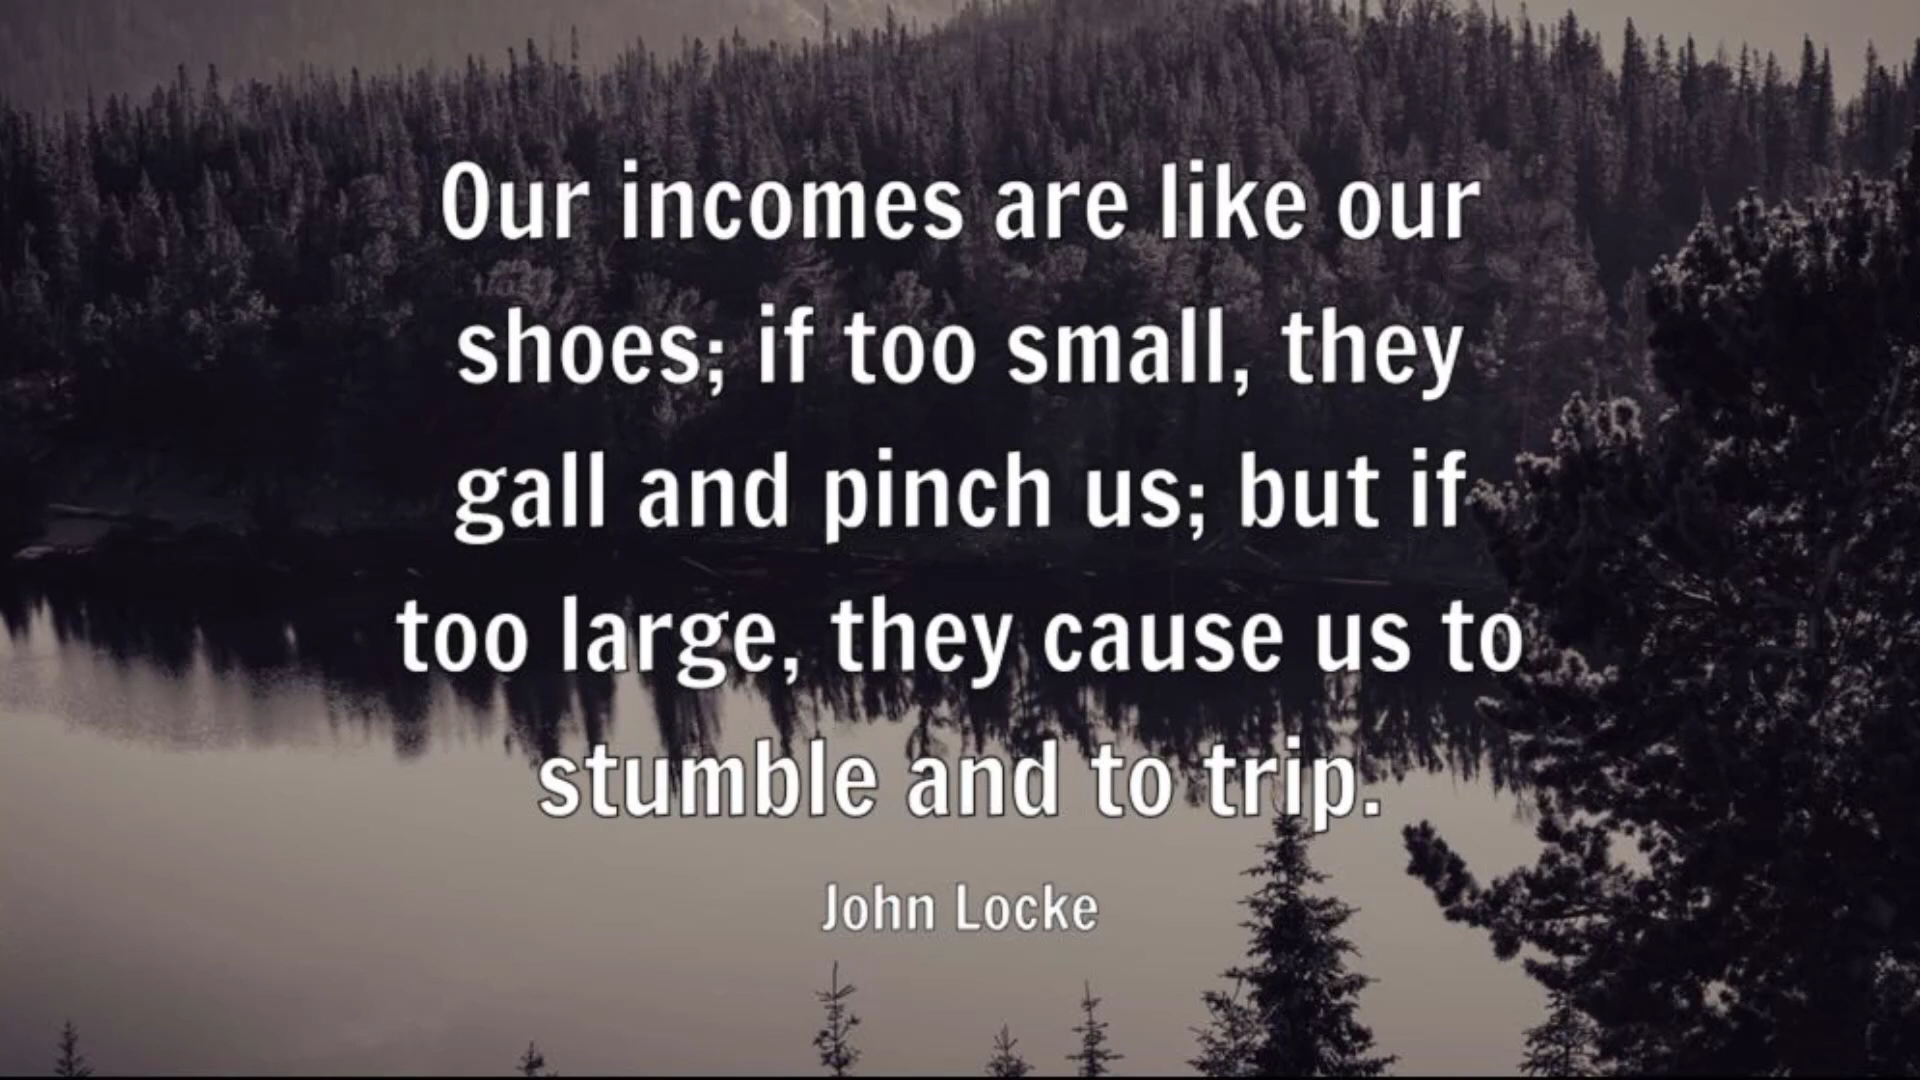 Our incomes are like our
shoes; if too small, they
gall and pinch us; but if
too large, they cause us to
stumble and to trip.
John Locke